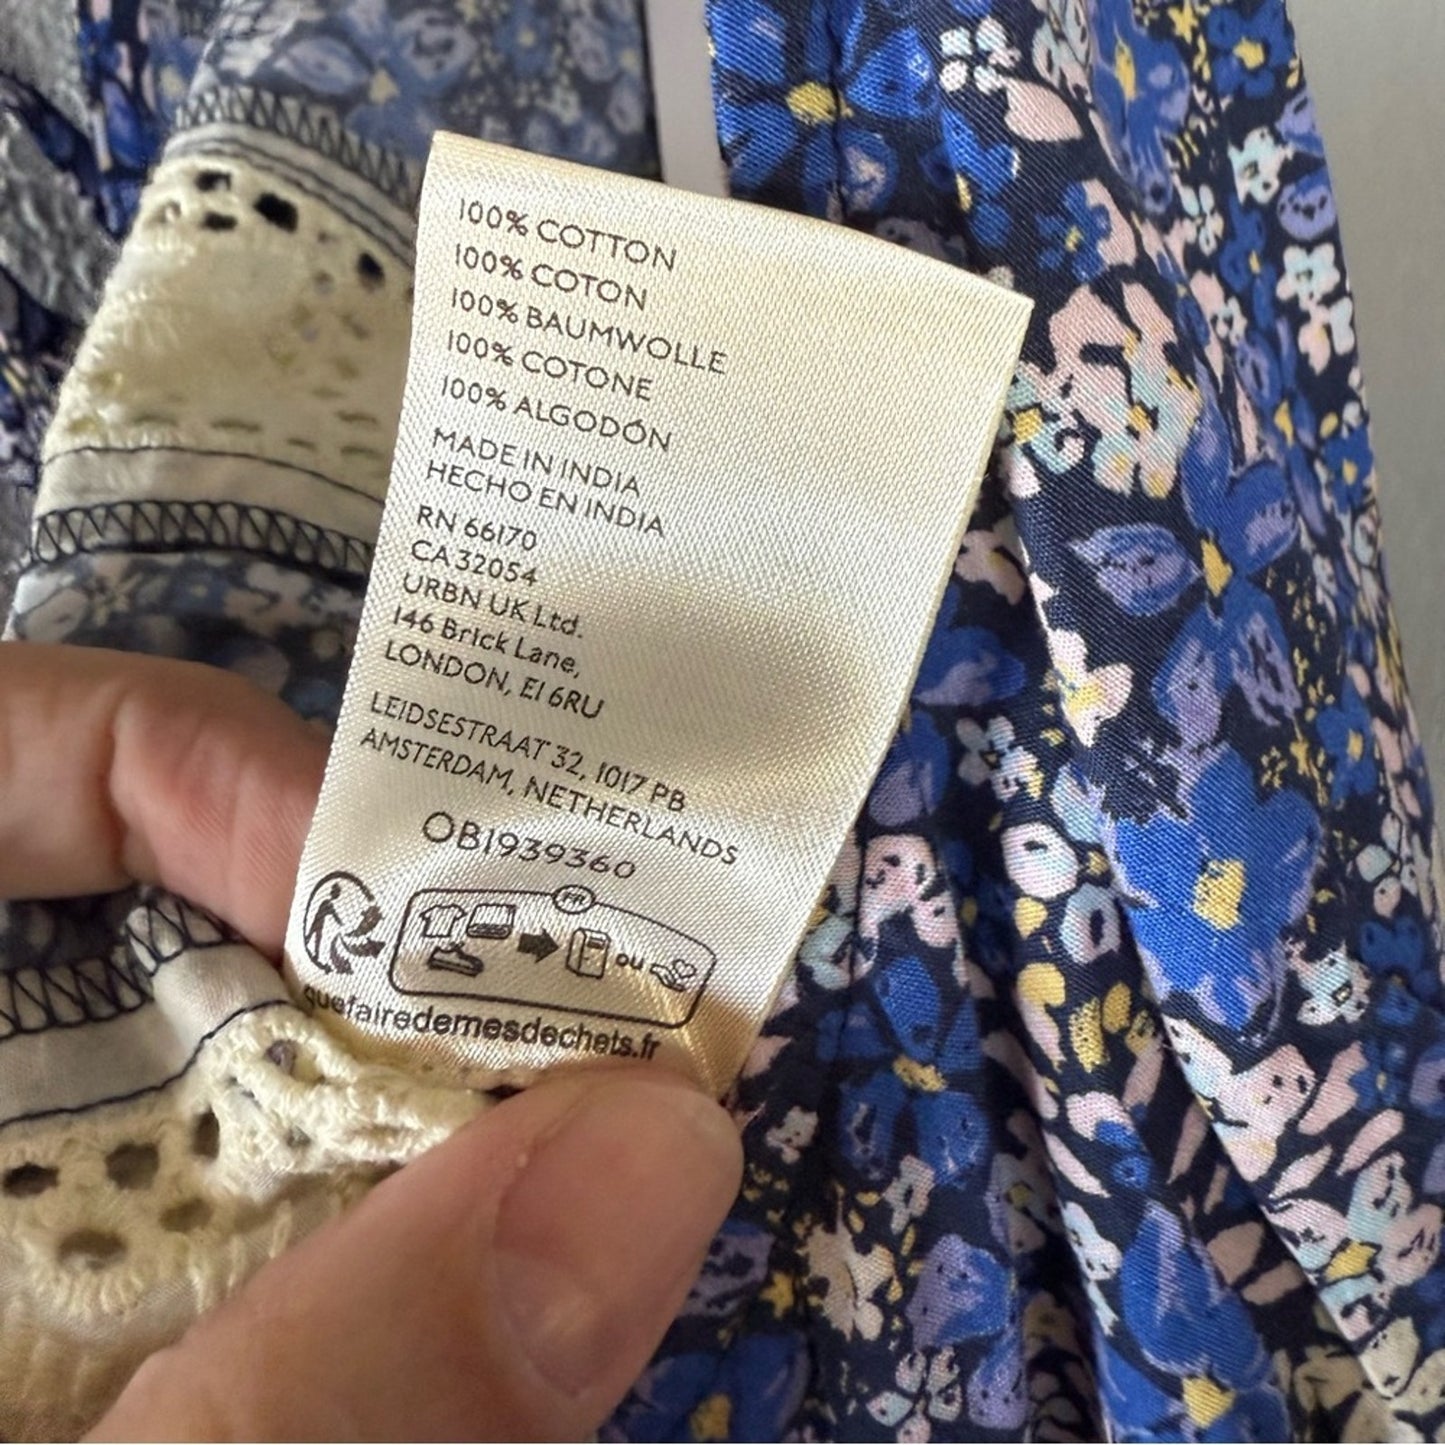 100% COTTON
100% COTON
100% BAUMWOLLE
100% COTONE
100% ALGODÓN
MADE IN INDIA
HECHO EN INDIA
RN 66170
CA 32054
URBN UK Ltd.
146 Brick Lane,
LONDON, E1 6RU
LEIDSESTRAAT 32, 1017 PB
AMSTERDAM, NETHERLANDS
OB1939360
FR
ou
quefairedemesdechets.fr